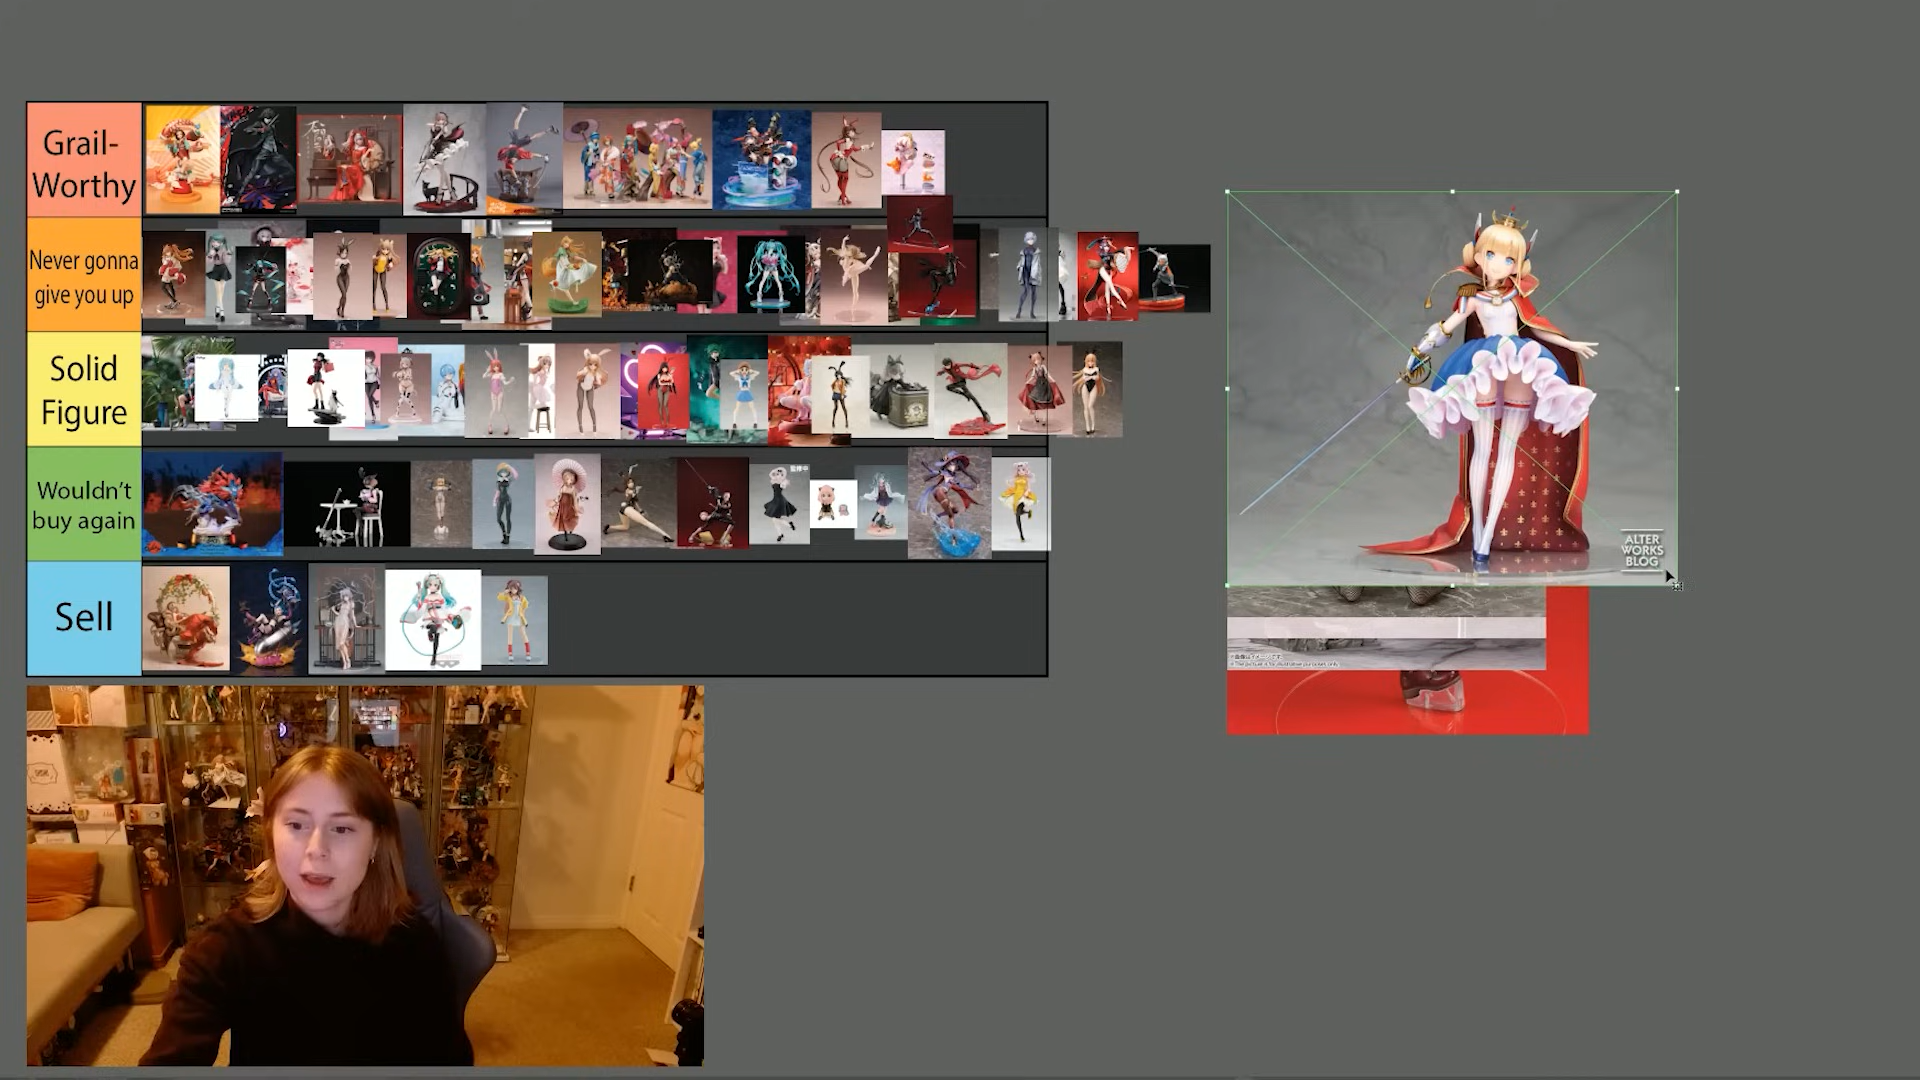 Grail-
Worthy
Never gonna
give you up
Solid
Figure
Wouldn't
buy again
Sell
ALTER
WORKS
BLOG